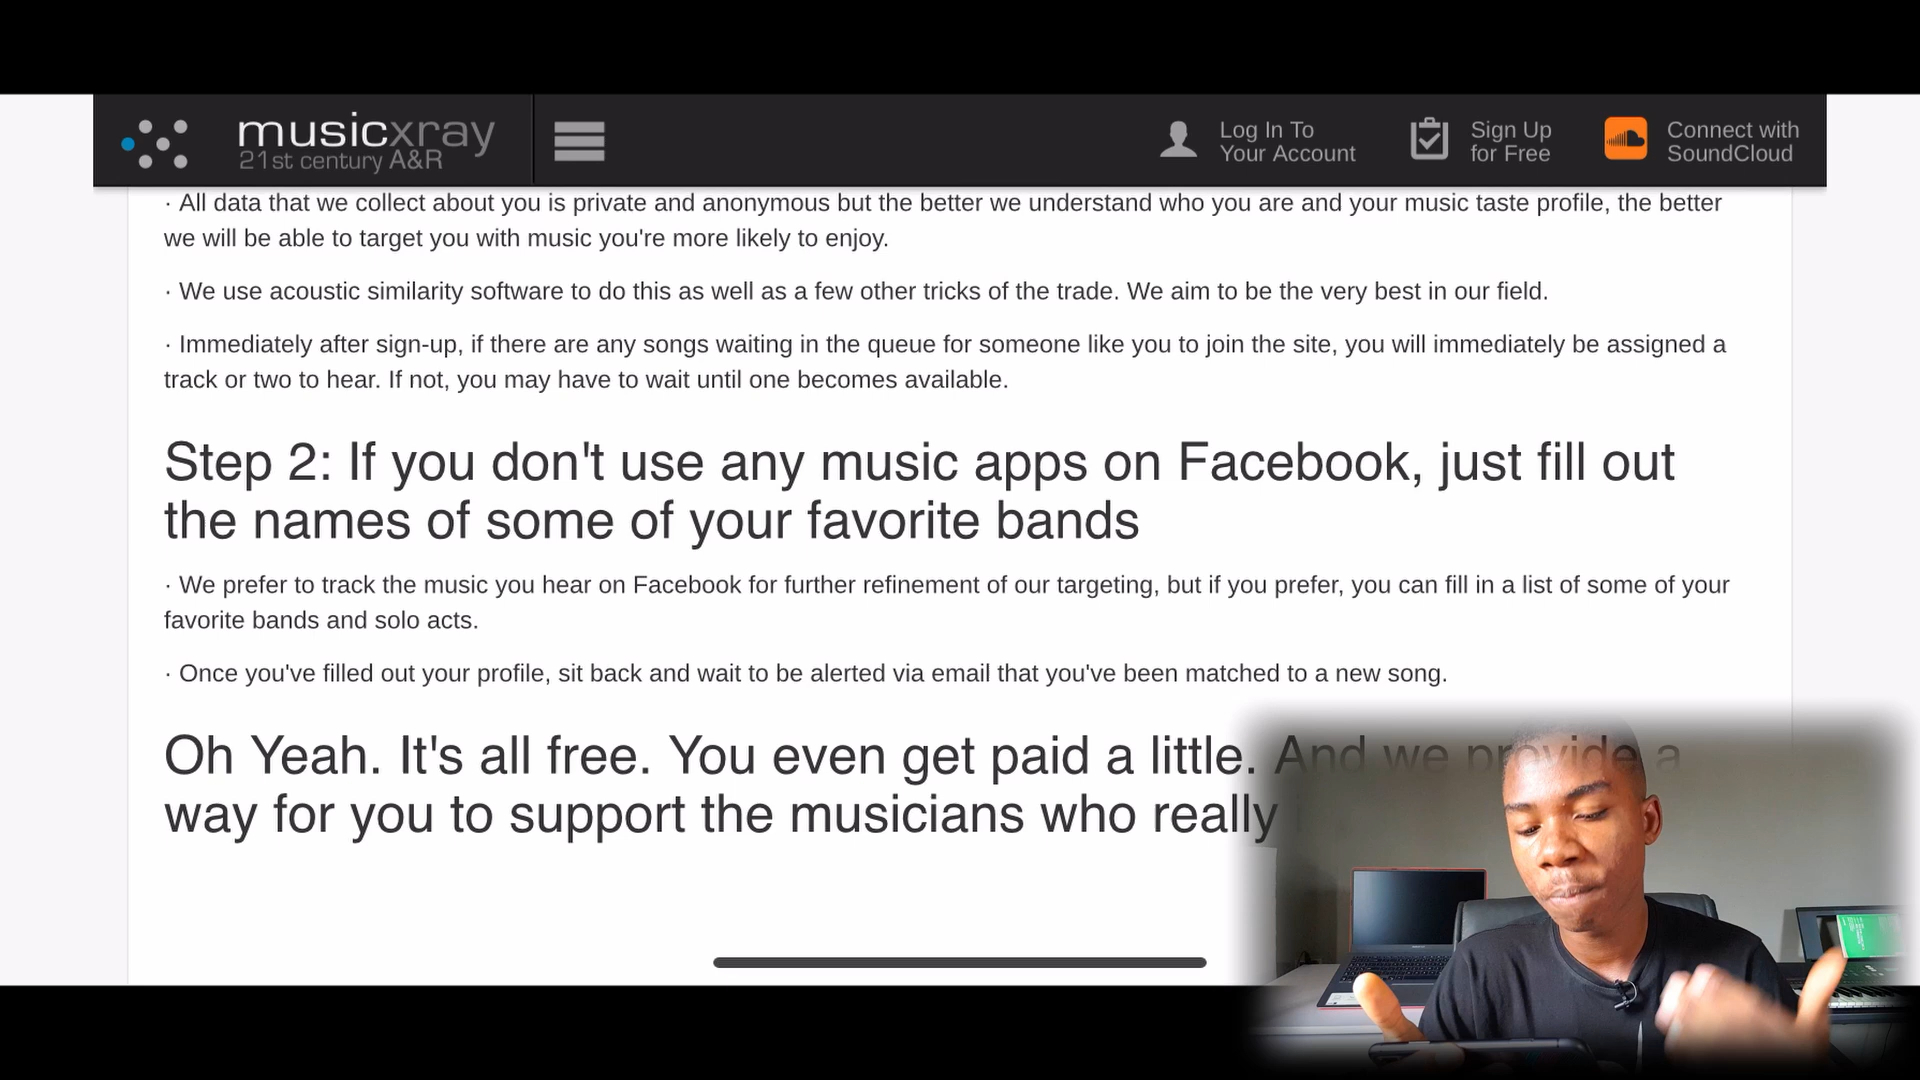 musicxray
21st century A&R
Log In To
Your Account
Sign Up
for Free
Connect with
SoundCloud
· All data that we collect about you is private and anonymous but the better we understand who you are and your music taste profile, the better
we will be able to target you with music you're more likely to enjoy.
· We use acoustic similarity software to do this as well as a few other tricks of the trade. We aim to be the very best in our field.
· Immediately after sign-up, if there are any songs waiting in the queue for someone like you to join the site, you will immediately be assigned a
track or two to hear. If not, you may have to wait until one becomes available.
Step 2: If you don't use any music apps on Facebook, just fill out
the names of some of your favorite bands
· We prefer to track the music you hear on Facebook for further refinement of our targeting, but if you prefer, you can fill in a list of some of your
favorite bands and solo acts.
· Once you've filled out your profile, sit back and wait to be alerted via email that you've been matched to a new song.
Oh Yeah. It's all free. You even get paid a little. And we provide a
way for you to support the musicians who really